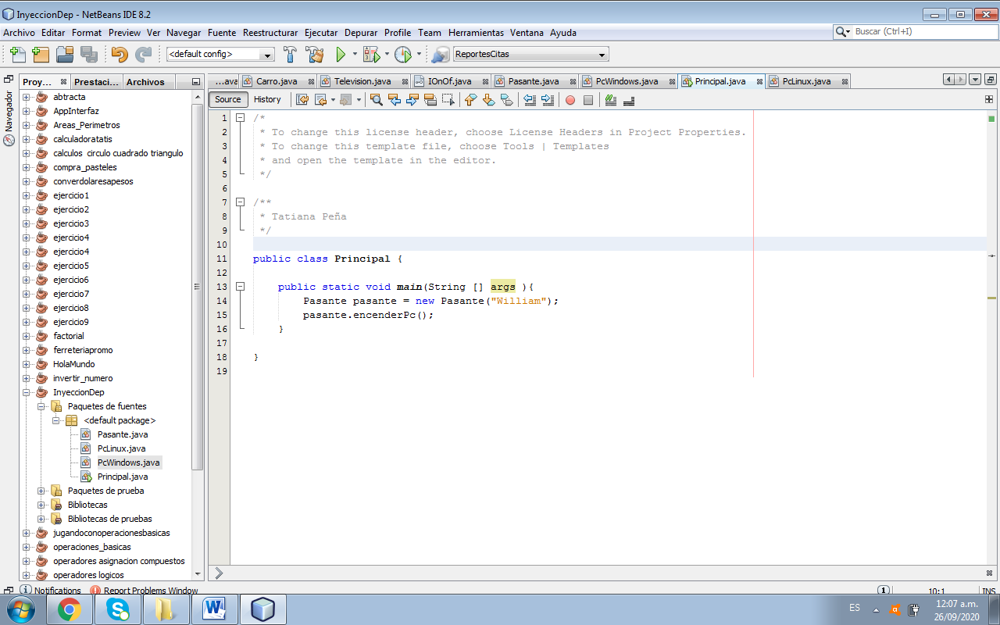 InyeccionDep - NetBeans IDE 8.2
Archivo Editar Format Preview Ver Navegar Fuente Reestructurar Ejecutar Depurar Profile Team Herramientas Ventana Ayuda
Buscar (Ctrl+I)
<default config>
ReportesCitas
Proy... Prestaci... Archivos
...ava Carro.java Television.java IOnOf.java Pasante.java PcWindows.java Principal.java PcLinux.java
Source History
Navegador
abtracta
AppInterfaz
Areas_Perimetros
calculadoratatis
calculos circulo cuadrado triangulo
compra_pasteles
converdolaresapesos
ejercicio1
ejercicio2
ejercicio3
ejercicio4
ejercicio4
ejercicio5
ejercicio6
ejercicio7
ejercicio8
ejercicio9
factorial
ferreteriapromo
HolaMundo
invertir_numero
InyeccionDep
Paquetes de fuentes
<default package>
Pasante.java
PcLinux.java
PcWindows.java
Principal.java
Paquetes de prueba
Bibliotecas
Bibliotecas de pruebas
jugandoconoperacionesbasicas
operaciones_basicas
operadores asignacion compuestos
operadores logicos
1 /*
2 * To change this license header, choose License Headers in Project Properties.
3 * To change this template file, choose Tools | Templates
4 * and open the template in the editor.
5 */
6
7 /**
8 * Tatiana Peña
9 */
10
11 public class Principal {
12
13 public static void main(String [] args ){
14 Pasante pasante = new Pasante("William");
15 pasante.encenderPc();
16 }
17
18 }
19
Notifications Report Problems Window
1 10:1 INS
ES 12:07 a.m.
26/09/2020